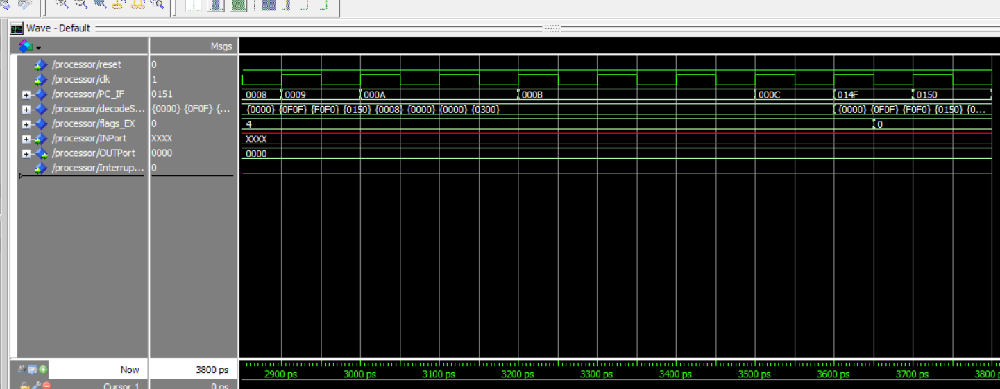 Wave - Default
Msgs
/processor/reset 0
/processor/clk 1
/processor/PC_IF 0151 0008 0009 000A 000B 000C 014F 0150
/processor/decodeS... {0000} {0F0F} {... {0000} {0F0F} {F0F0} {0150} {0008} {0000} {0000} {0300} {0000} {0F0F} {F0F0} {0150} {0...
/processor/flags_EX 0 4 0
/processor/INPort XXXX XXXX
/processor/OUTPort 0000 0000
/processor/Interrup... 0
Now 3800 ps 2900 ps 3000 ps 3100 ps 3200 ps 3300 ps 3400 ps 3500 ps 3600 ps 3700 ps 3800
Cursor 1 0 ps